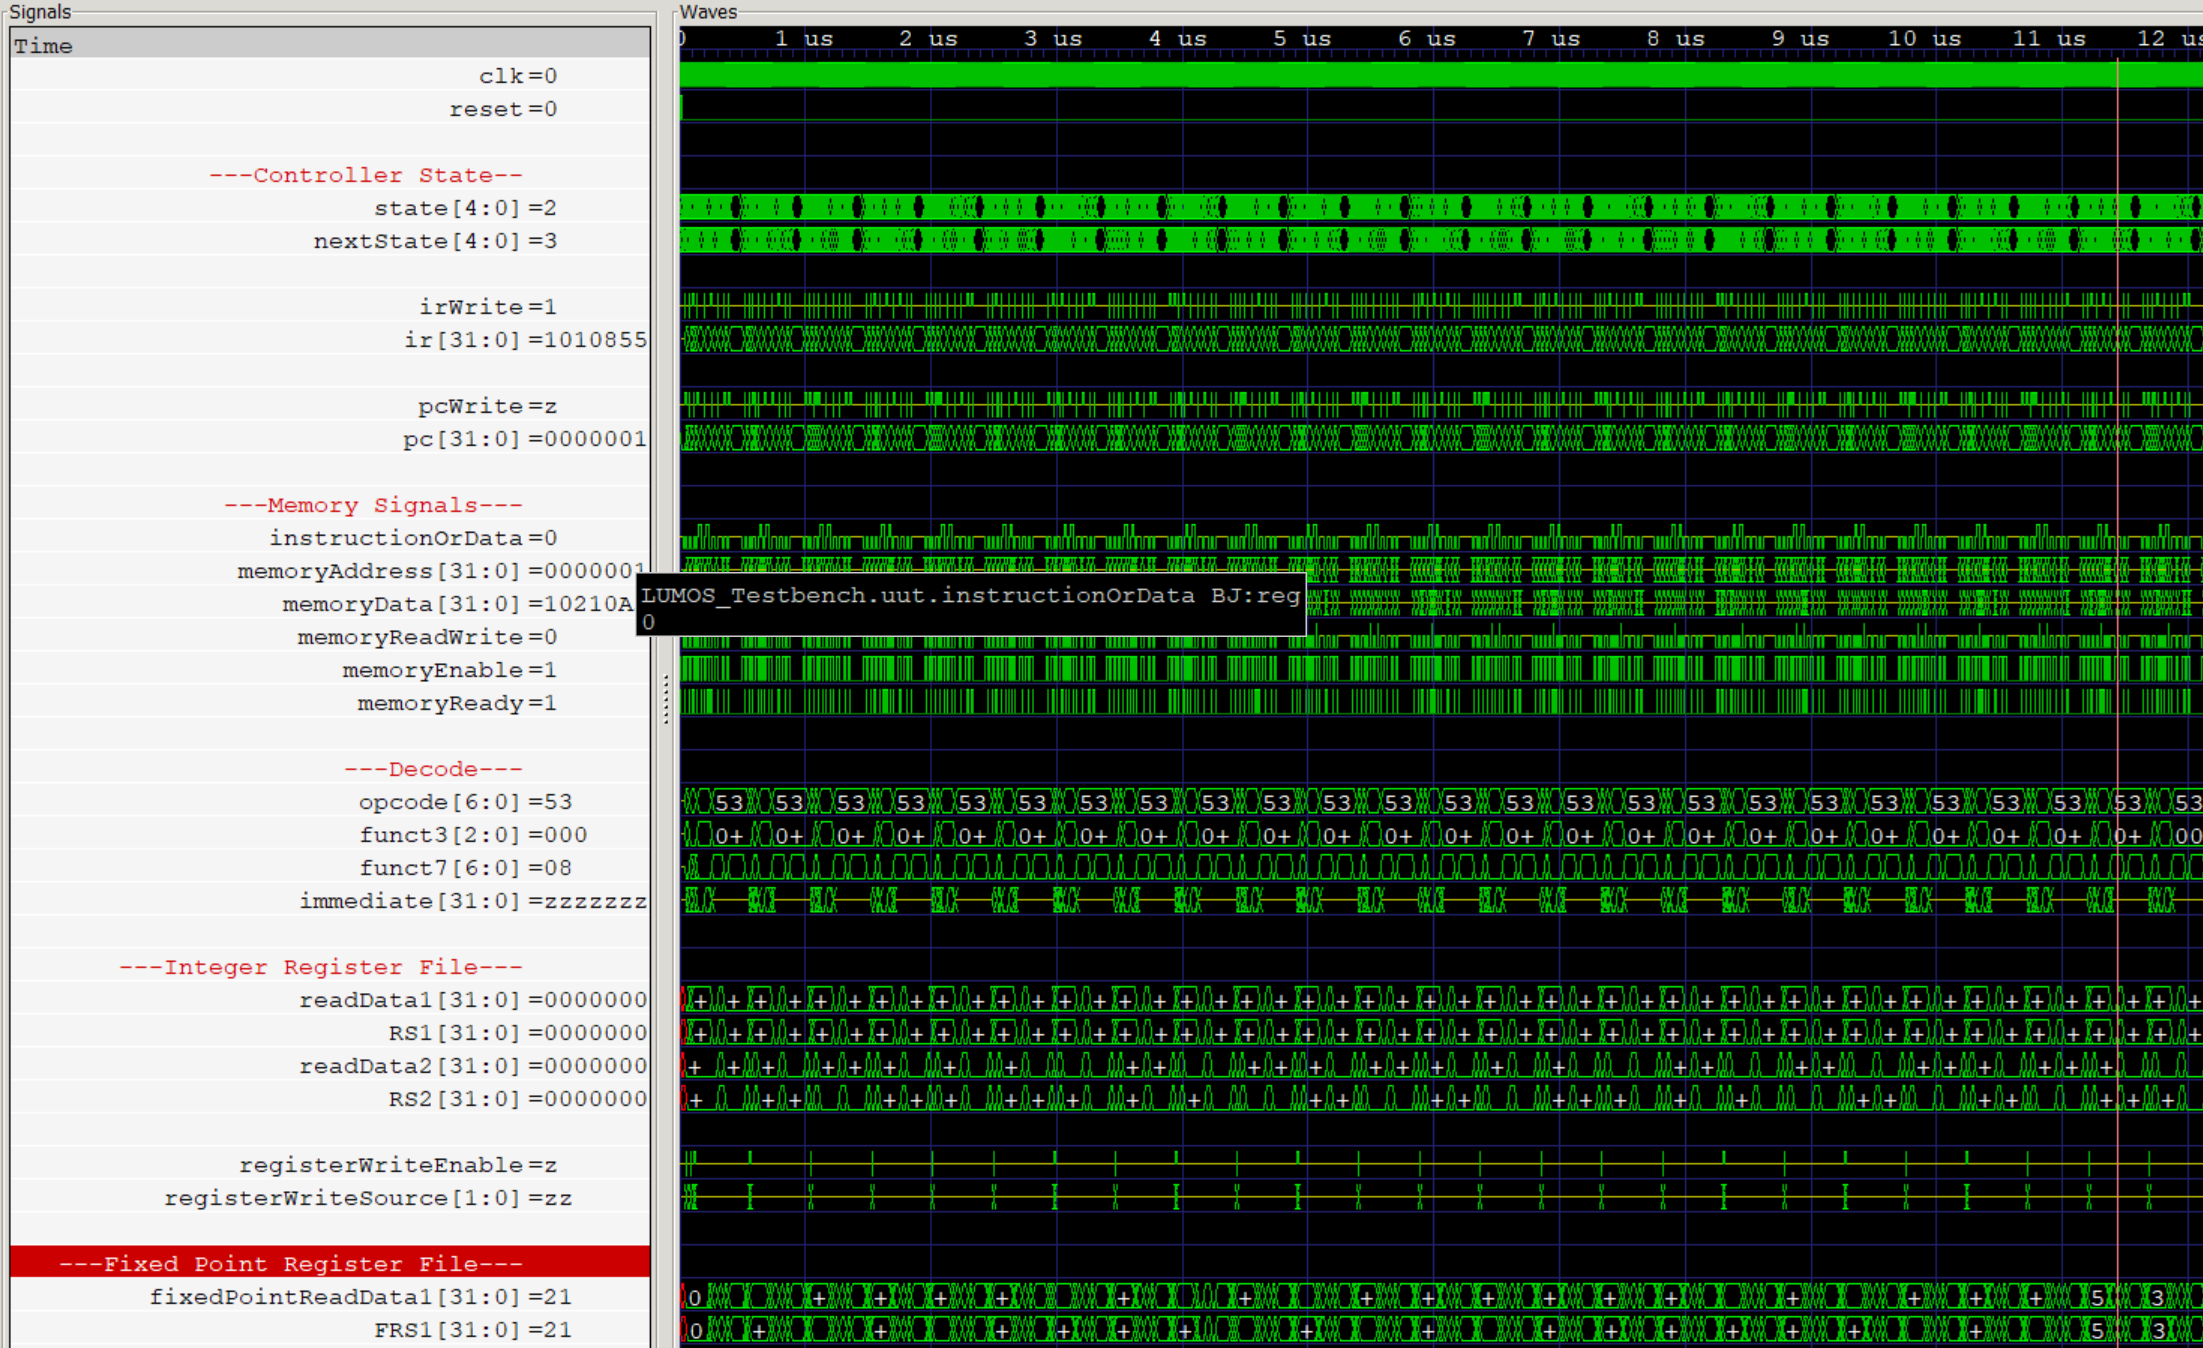 Signals
Waves
Time
0 1 us 2 us 3 us 4 us 5 us 6 us 7 us 8 us 9 us 10 us 11 us 12 us
clk=0
reset=0
---Controller State--
state[4:0]=2
nextState[4:0]=3
irWrite=1
ir[31:0]=1010855
pcWrite=z
pc[31:0]=0000001
---Memory Signals---
instructionOrData=0
memoryAddress[31:0]=0000001
memoryData[31:0]=10210A
LUMOS_Testbench.uut.instructionOrData BJ:reg
0
memoryReadWrite=0
memoryEnable=1
memoryReady=1
---Decode---
opcode[6:0]=53
53 53 53 53 53 53 53 53 53 53 53 53 53 53 53 53 53 53 53 53 53 53 53 53 53
funct3[2:0]=000
0+ 0+ 0+ 0+ 0+ 0+ 0+ 0+ 0+ 0+ 0+ 0+ 0+ 0+ 0+ 0+ 0+ 0+ 0+ 0+ 0+ 0+ 0+ 0+ 00
funct7[6:0]=08
immediate[31:0]=zzzzzzz
---Integer Register File---
readData1[31:0]=0000000
RS1[31:0]=0000000
readData2[31:0]=0000000
RS2[31:0]=0000000
registerWriteEnable=z
registerWriteSource[1:0]=zz
---Fixed Point Register File---
fixedPointReadData1[31:0]=21
0 + + + + + + + + + + + + + + + 5 3
FRS1[31:0]=21
0 + + + + + + + + + + + + + + + 5 3